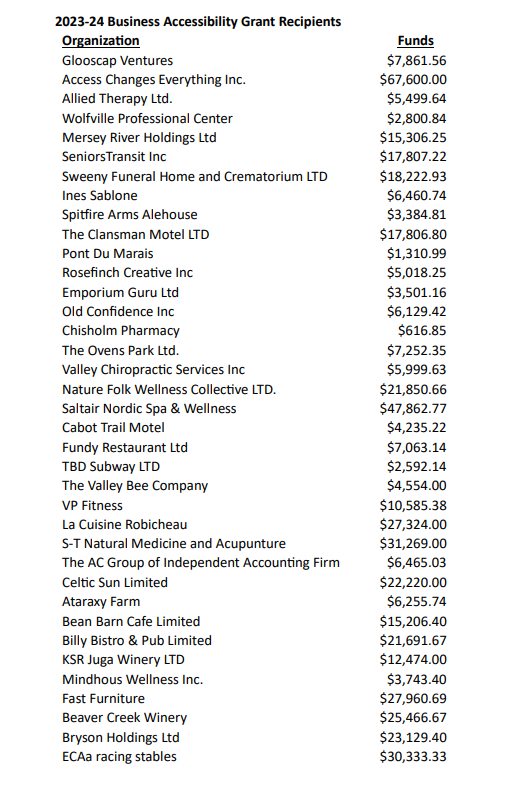 2023-24 Business Accessibility Grant Recipients
Organization Funds
Glooscap Ventures $7,861.56
Access Changes Everything Inc. $67,600.00
Allied Therapy Ltd. $5,499.64
Wolfville Professional Center $2,800.84
Mersey River Holdings Ltd $15,306.25
SeniorsTransit Inc $17,807.22
Sweeny Funeral Home and Crematorium LTD $18,222.93
Ines Sablone $6,460.74
Spitfire Arms Alehouse $3,384.81
The Clansman Motel LTD $17,806.80
Pont Du Marais $1,310.99
Rosefinch Creative Inc $5,018.25
Emporium Guru Ltd $3,501.16
Old Confidence Inc $6,129.42
Chisholm Pharmacy $616.85
The Ovens Park Ltd. $7,252.35
Valley Chiropractic Services Inc $5,999.63
Nature Folk Wellness Collective LTD. $21,850.66
Saltair Nordic Spa & Wellness $47,862.77
Cabot Trail Motel $4,235.22
Fundy Restaurant Ltd $7,063.14
TBD Subway LTD $2,592.14
The Valley Bee Company $4,554.00
VP Fitness $10,585.38
La Cuisine Robicheau $27,324.00
S-T Natural Medicine and Acupunture $31,269.00
The AC Group of Independent Accounting Firm $6,465.03
Celtic Sun Limited $22,220.00
Ataraxy Farm $6,255.74
Bean Barn Cafe Limited $15,206.40
Billy Bistro & Pub Limited $21,691.67
KSR Juga Winery LTD $12,474.00
Mindhous Wellness Inc. $3,743.40
Fast Furniture $27,960.69
Beaver Creek Winery $25,466.67
Bryson Holdings Ltd $23,129.40
ECAa racing stables $30,333.33